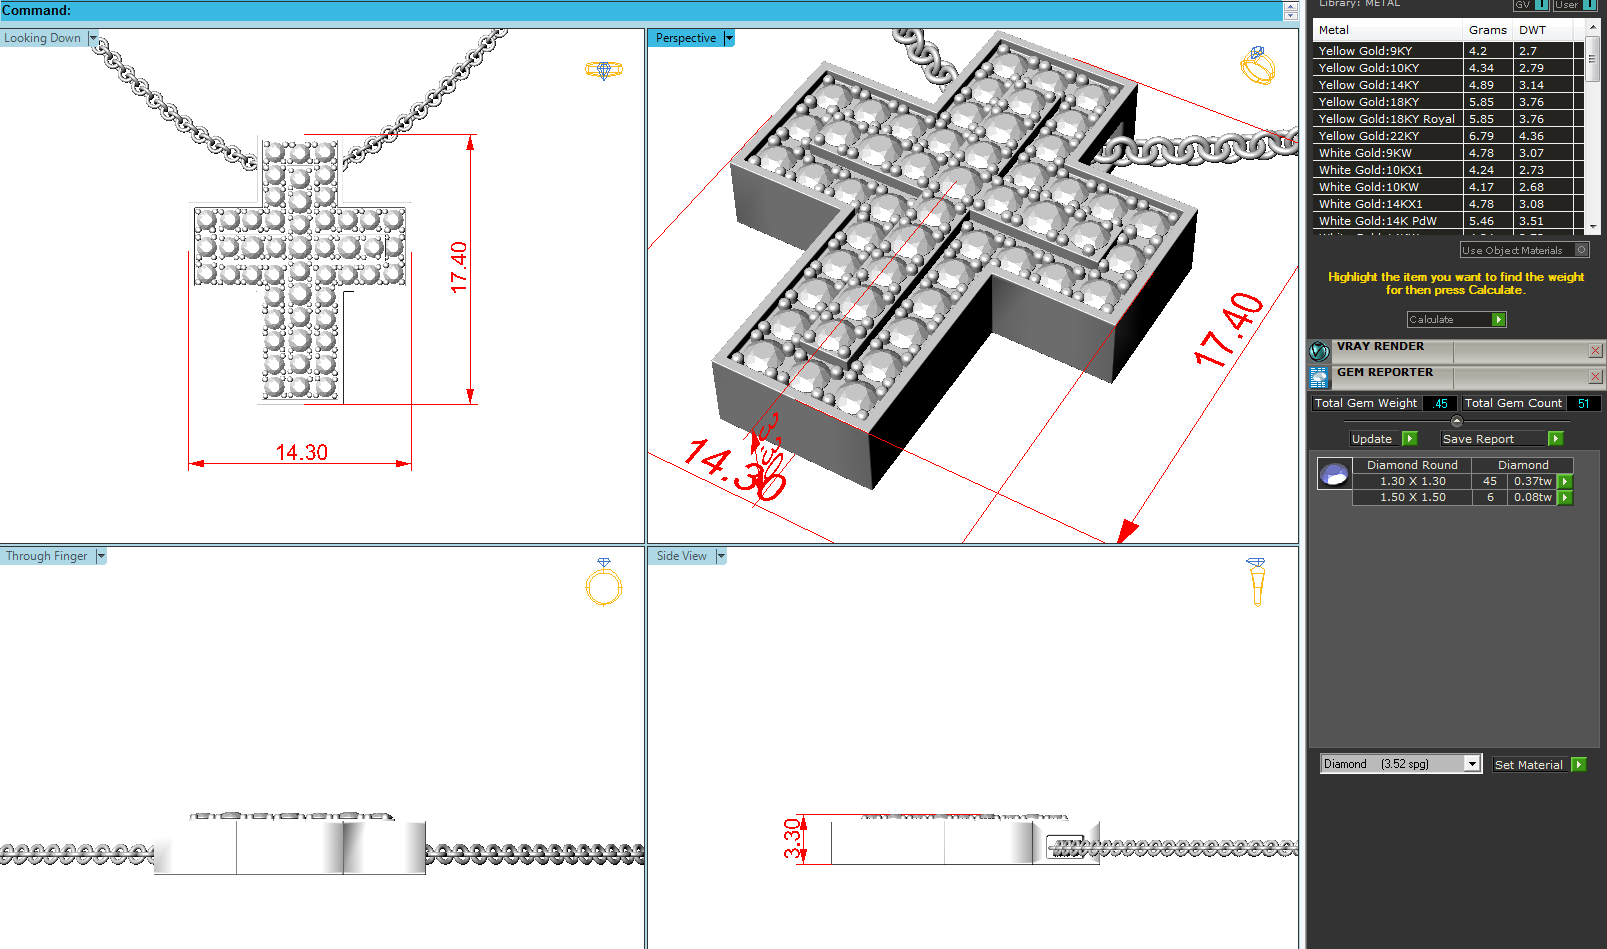 Command:
Looking Down
17.40
14.30
Perspective
17.40
14.30
Through Finger
Side View
3.30
Library: METAL
GV
User
Metal Grams DWT
Yellow Gold:9KY 4.2 2.7
Yellow Gold:10KY 4.34 2.79
Yellow Gold:14KY 4.89 3.14
Yellow Gold:18KY 5.85 3.76
Yellow Gold:18KY Royal 5.85 3.76
Yellow Gold:22KY 6.79 4.36
White Gold:9KW 4.78 3.07
White Gold:10KX1 4.24 2.73
White Gold:10KW 4.17 2.68
White Gold:14KX1 4.78 3.08
White Gold:14K PdW 5.46 3.51
Use Object Materials
Highlight the item you want to find the weight
for then press Calculate.
Calculate
VRAY RENDER
GEM REPORTER
Total Gem Weight .45 Total Gem Count 51
Update Save Report
Diamond Round Diamond
1.30 X 1.30 45 0.37tw
1.50 X 1.50 6 0.08tw
Diamond (3.52 spg) Set Material